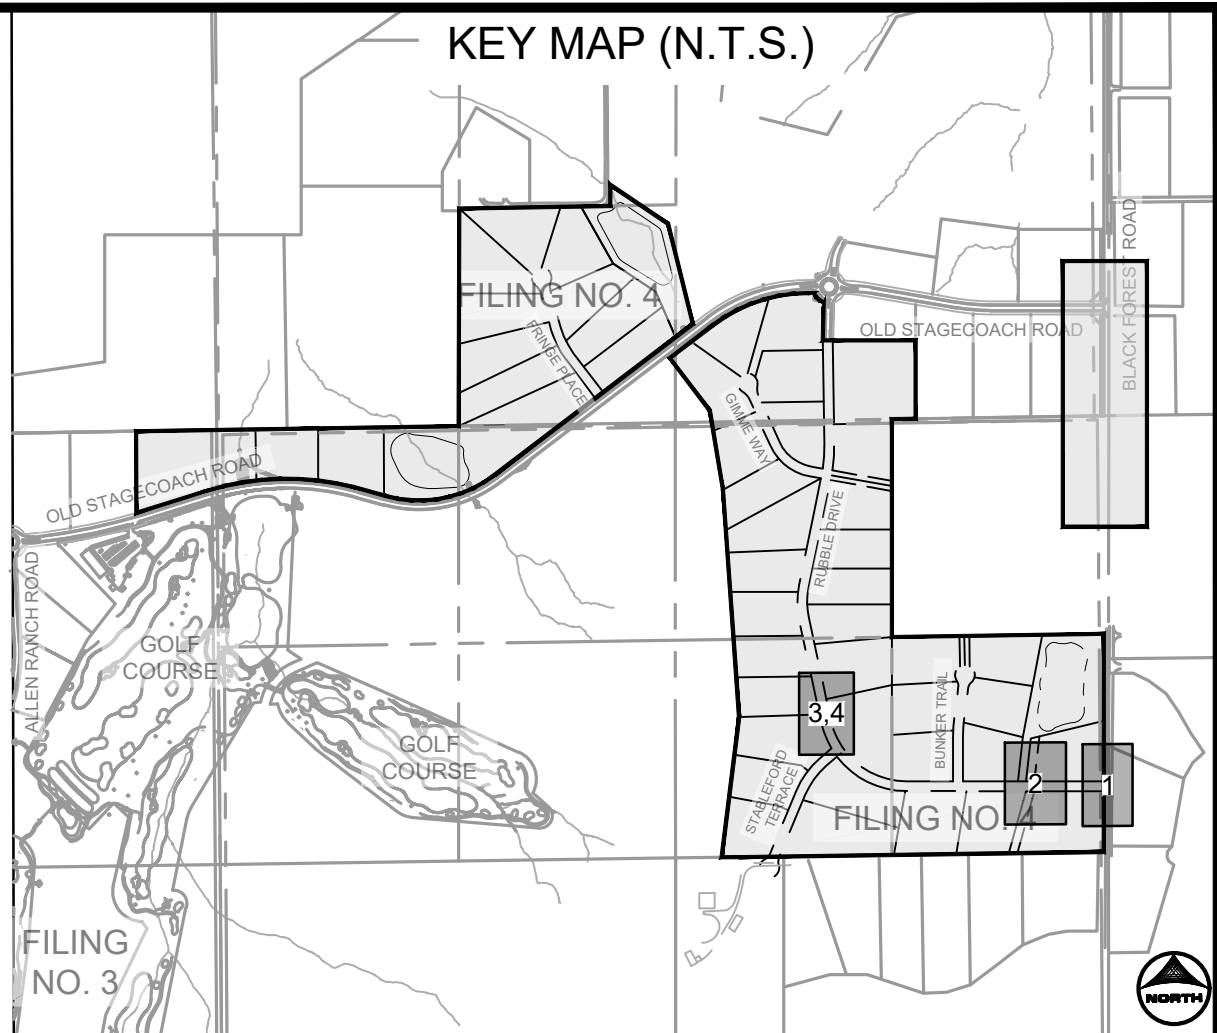 KEY MAP (N.T.S.)
BLACK FOREST ROAD
FILING NO. 4
OLD STAGECOACH ROAD
FRINGE PLACE
GIMME WAY
OLD STAGECOACH ROAD
RUBBLE DRIVE
ALLEN RANCH ROAD
GOLF
COURSE
BUNKER TRAIL
3,4
GOLF
COURSE
STABLEFORD
TERRACE
2
1
FILING NO. 4
FILING
NO. 3
NORTH